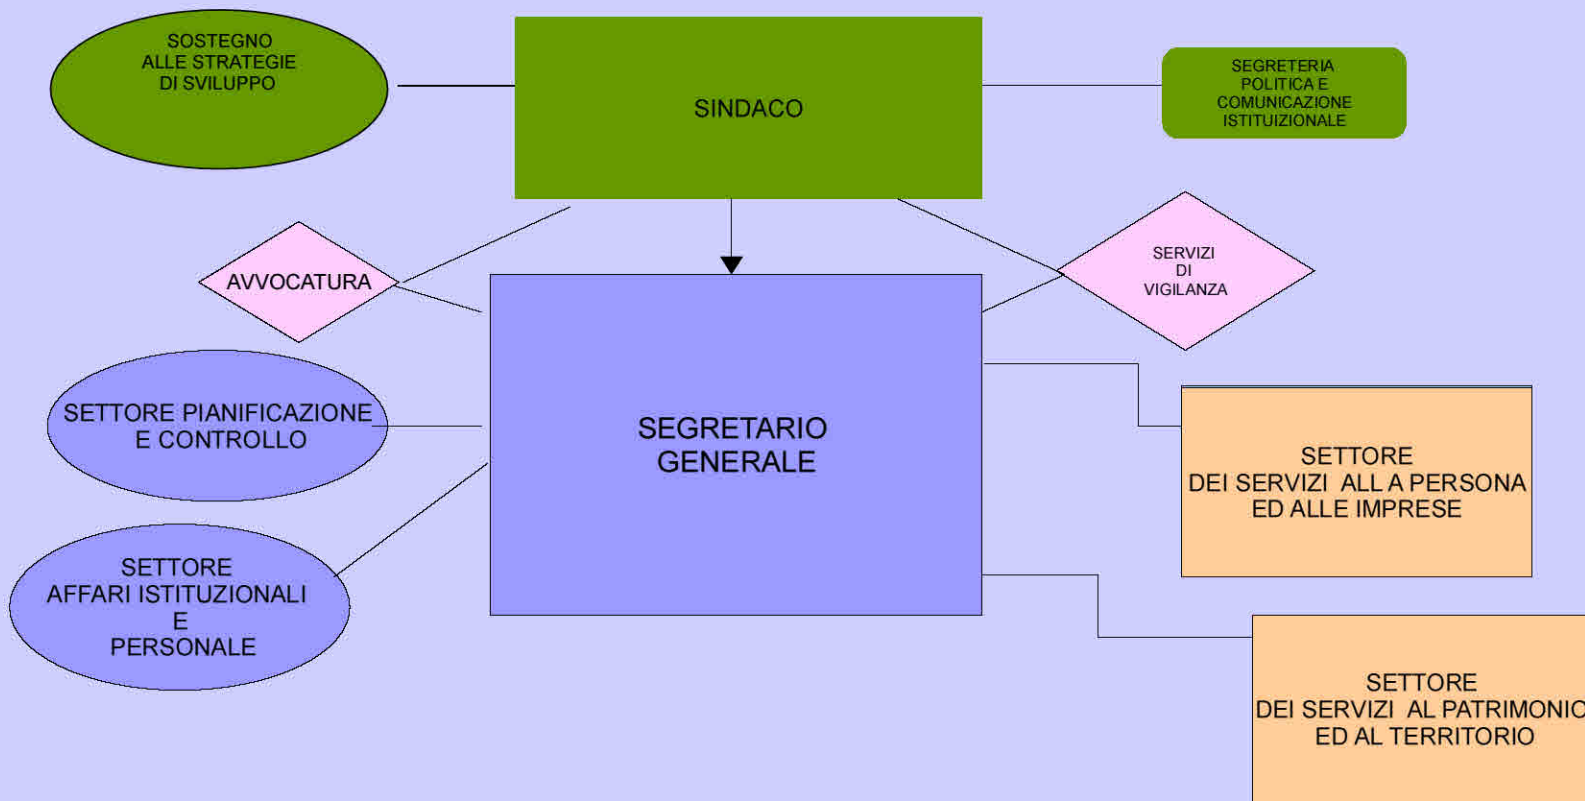 SOSTEGNO
ALLE STRATEGIE
DI SVILUPPO
SINDACO
SEGRETERIA
POLITICA E
COMUNICAZIONE
ISTITUIZIONALE
AVVOCATURA
SERVIZI
DI
VIGILANZA
SETTORE PIANIFICAZIONE
E CONTROLLO
SEGRETARIO
GENERALE
SETTORE
DEI SERVIZI ALL A PERSONA
ED ALLE IMPRESE
SETTORE
AFFARI ISTITUZIONALI
E
PERSONALE
SETTORE
DEI SERVIZI AL PATRIMONIO
ED AL TERRITORIO